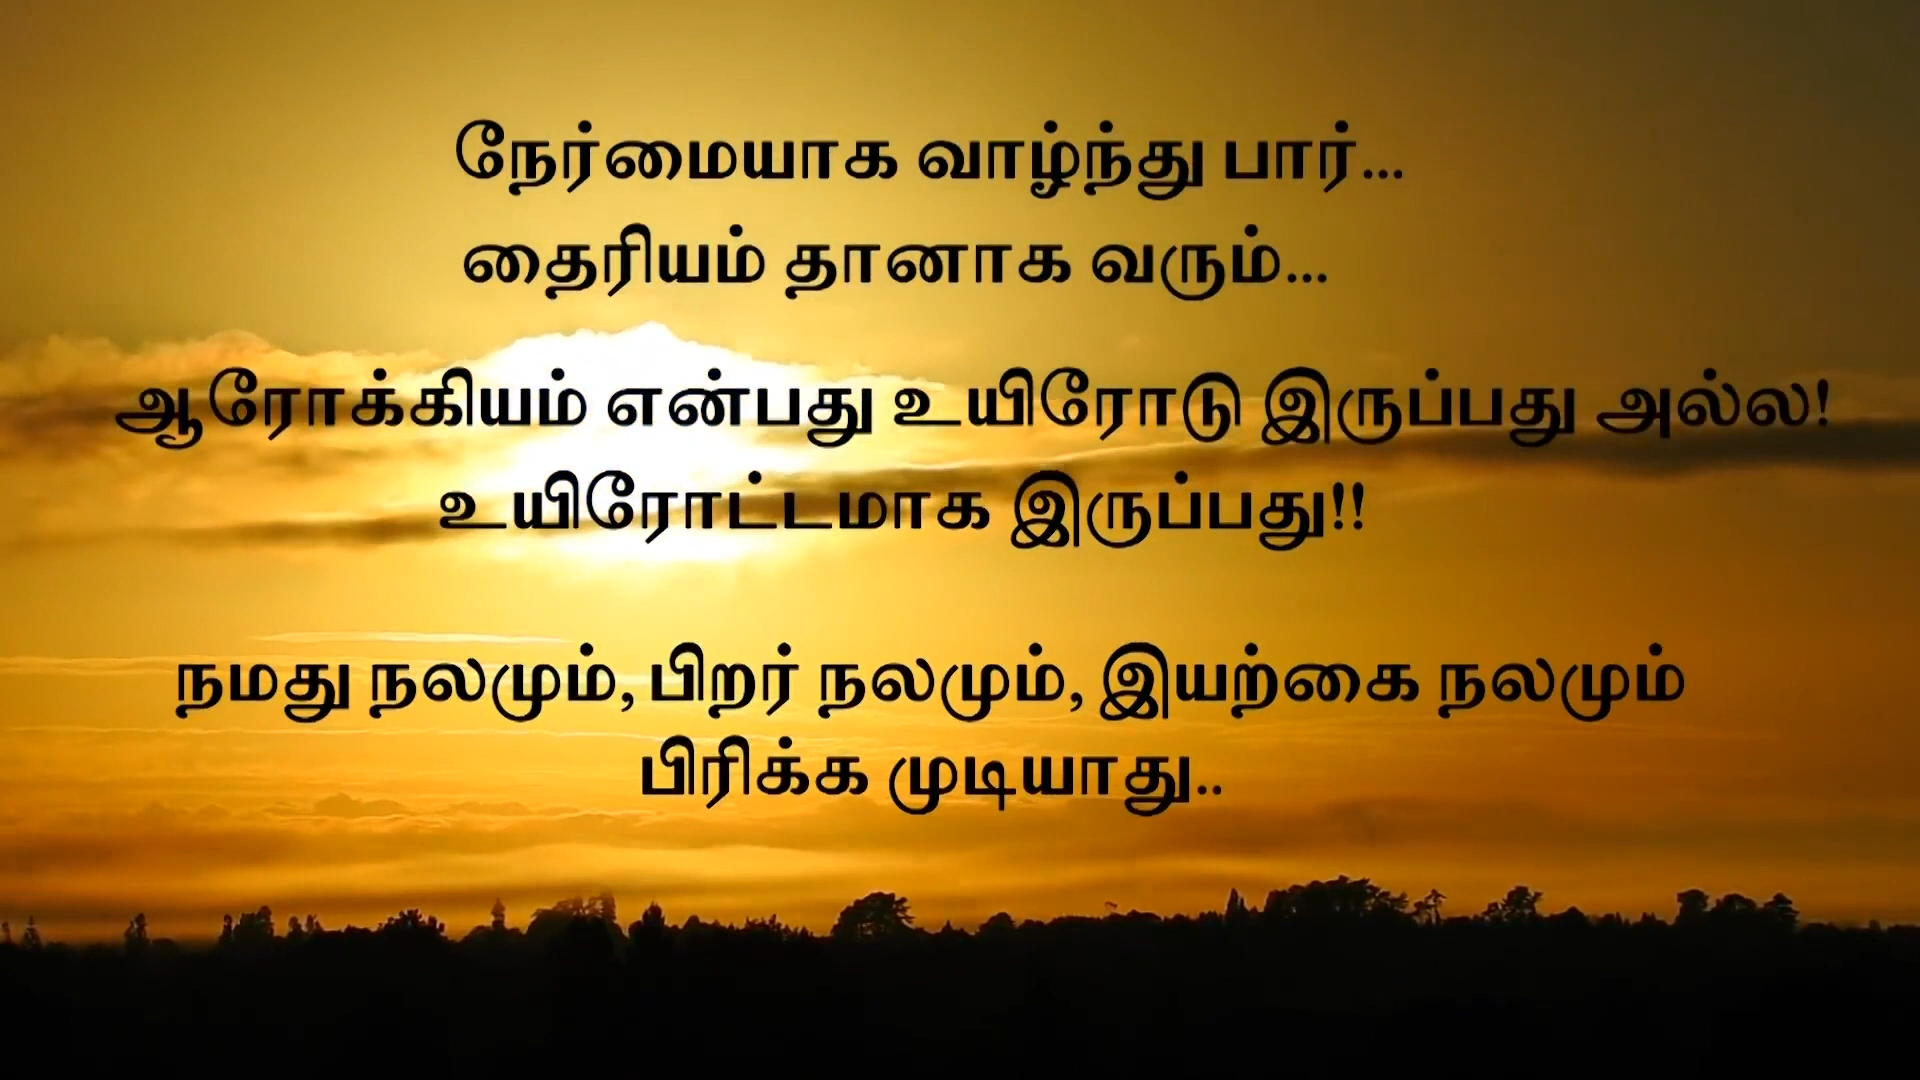 நேர்மையாக வாழ்ந்து பார்...
தைரியம் தானாக வரும்...
ஆரோக்கியம் என்பது உயிரோடு இருப்பது அல்ல!
உயிரோட்டமாக இருப்பது!!
நமது நலமும், பிறர் நலமும், இயற்கை நலமும்
பிரிக்க முடியாது..